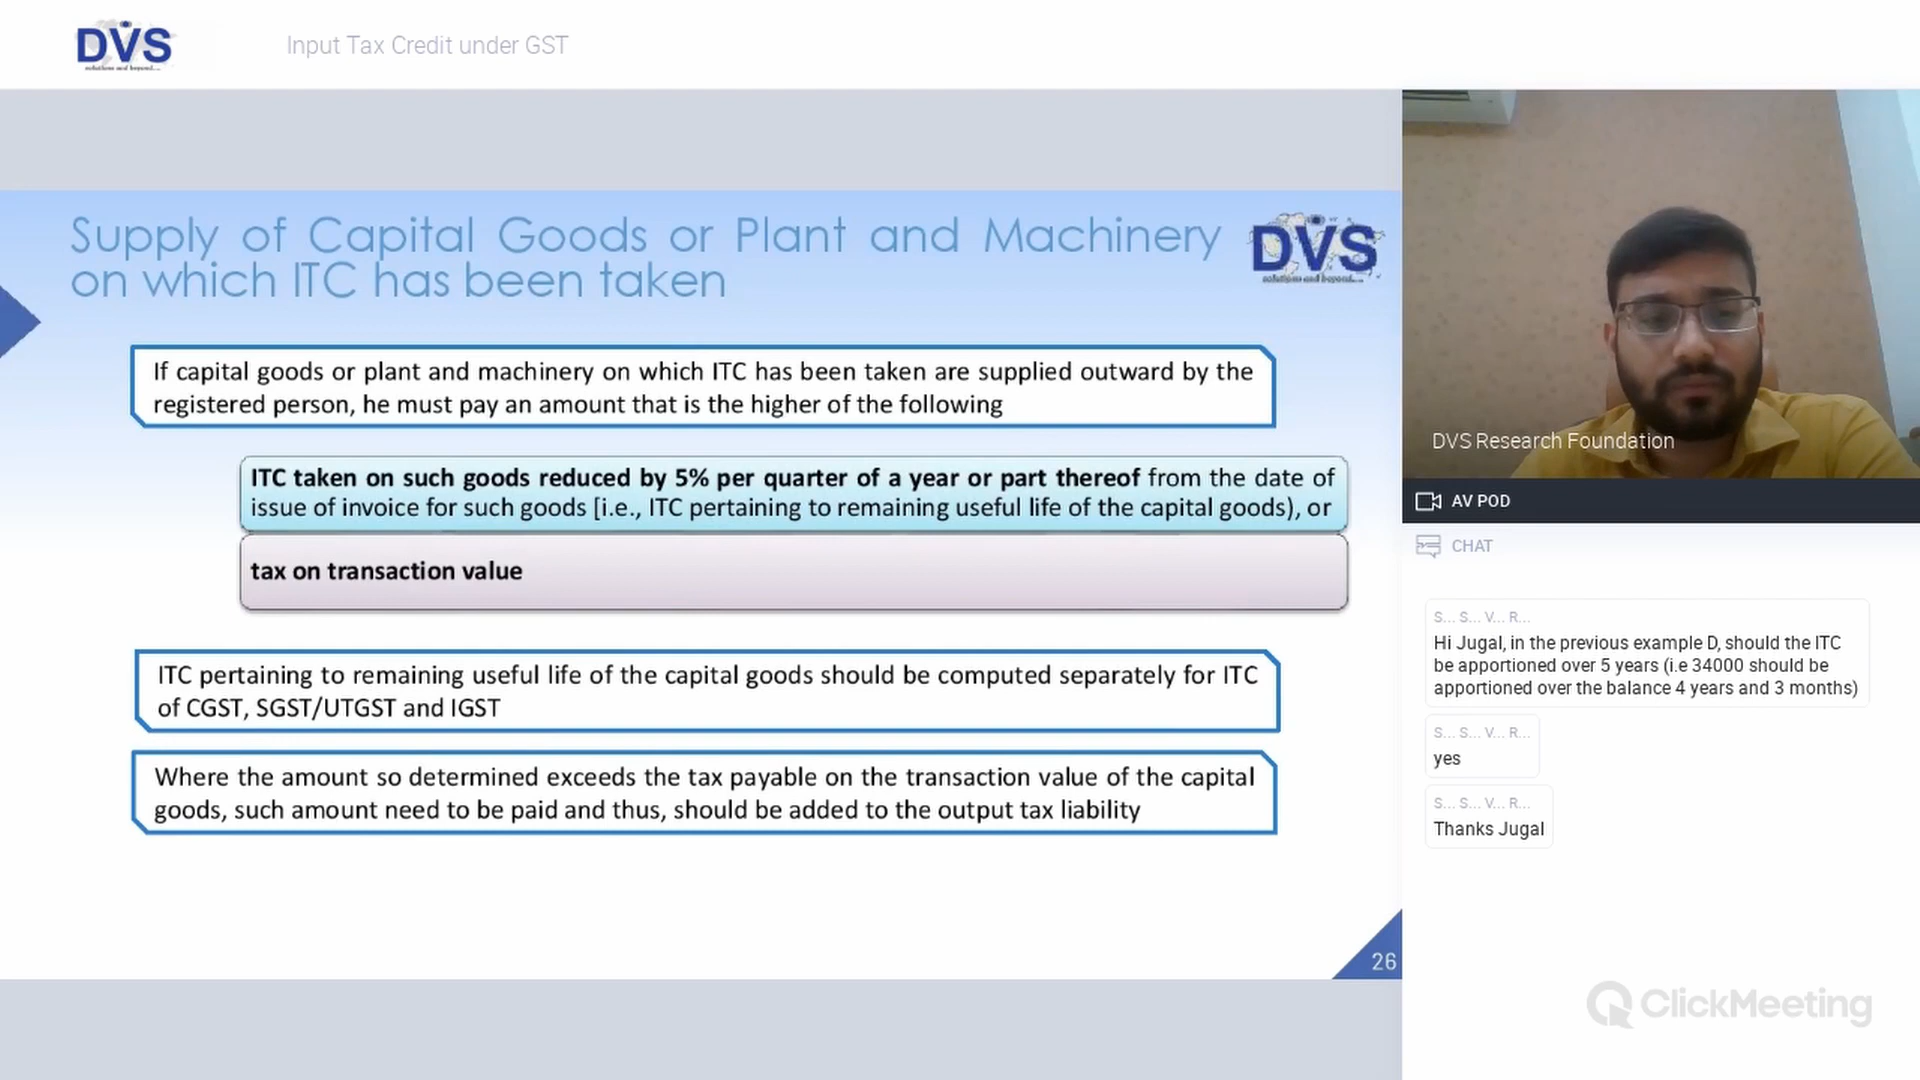 DVS
solutions and beyond...
Input Tax Credit under GST
Supply of Capital Goods or Plant and Machinery
on which ITC has been taken
DVS
solutions and beyond...
If capital goods or plant and machinery on which ITC has been taken are supplied outward by the
registered person, he must pay an amount that is the higher of the following
ITC taken on such goods reduced by 5% per quarter of a year or part thereof from the date of
issue of invoice for such goods [i.e., ITC pertaining to remaining useful life of the capital goods), or
tax on transaction value
ITC pertaining to remaining useful life of the capital goods should be computed separately for ITC
of CGST, SGST/UTGST and IGST
Where the amount so determined exceeds the tax payable on the transaction value of the capital
goods, such amount need to be paid and thus, should be added to the output tax liability
26
DVS Research Foundation
AV POD
CHAT
S... S... V... R...
Hi Jugal, in the previous example D, should the ITC
be apportioned over 5 years (i.e 34000 should be
apportioned over the balance 4 years and 3 months)
S... S... V... R...
yes
S... S... V... R...
Thanks Jugal
ClickMeeting